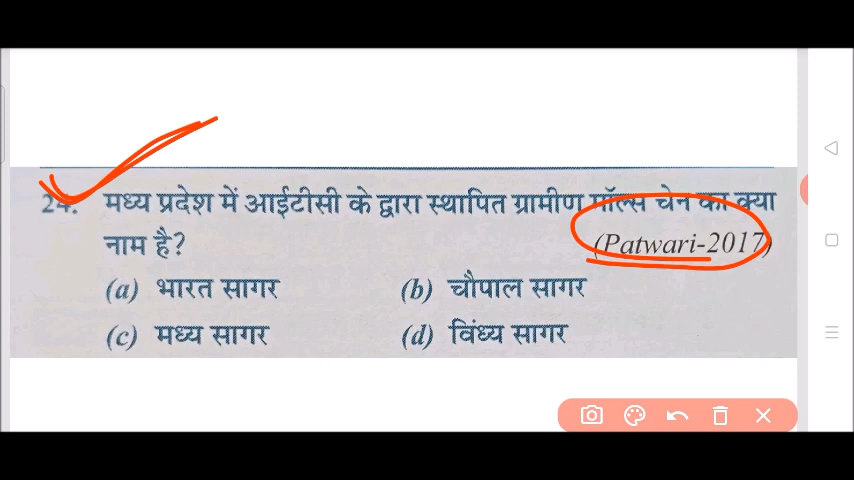 24. मध्य प्रदेश में आईटीसी के द्वारा स्थापित ग्रामीण मॉल्स चेन का क्या
नाम है? (Patwari-2017)
(a) भारत सागर (b) चौपाल सागर
(c) मध्य सागर (d) विंध्य सागर